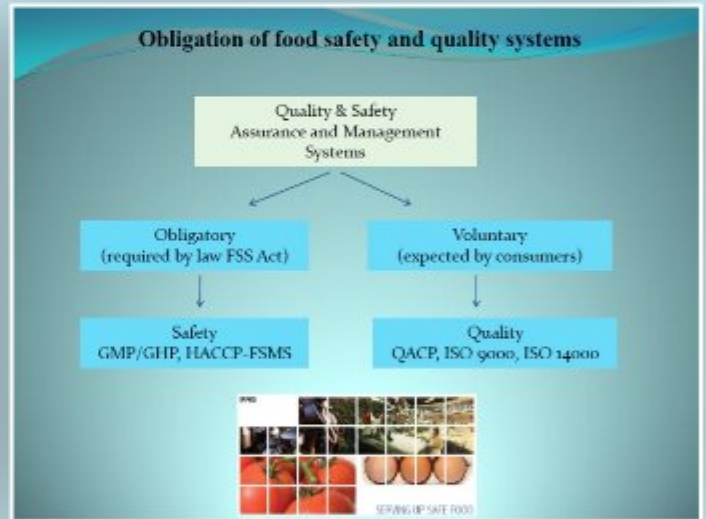 Obligation of food safety and quality systems
Quality & Safety
Assurance and Management
Systems
Obligatory
(required by law FSS Act)
Voluntary
(expected by consumers)
Safety
GMP/GHP, HACCP-FSMS
Quality
QACP, ISO 9000, ISO 14000
SERVING UP SAFE FOOD